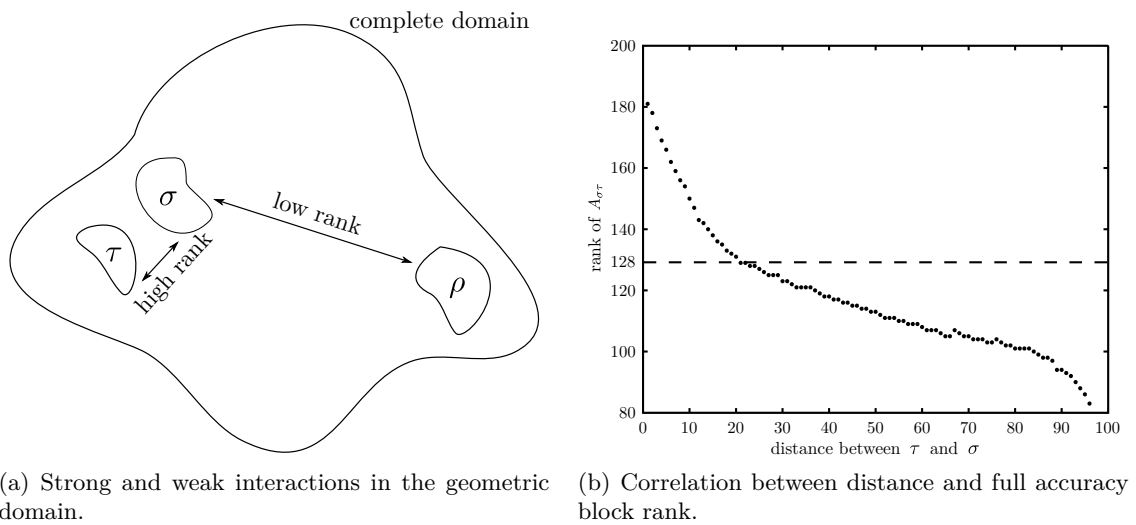 complete domain
σ
τ
ρ
low rank
high rank
200
180
160
140
128
120
100
80
rank of A_{στ}
0 10 20 30 40 50 60 70 80 90 100
distance between τ and σ
(a) Strong and weak interactions in the geometric
domain.
(b) Correlation between distance and full accuracy
block rank.